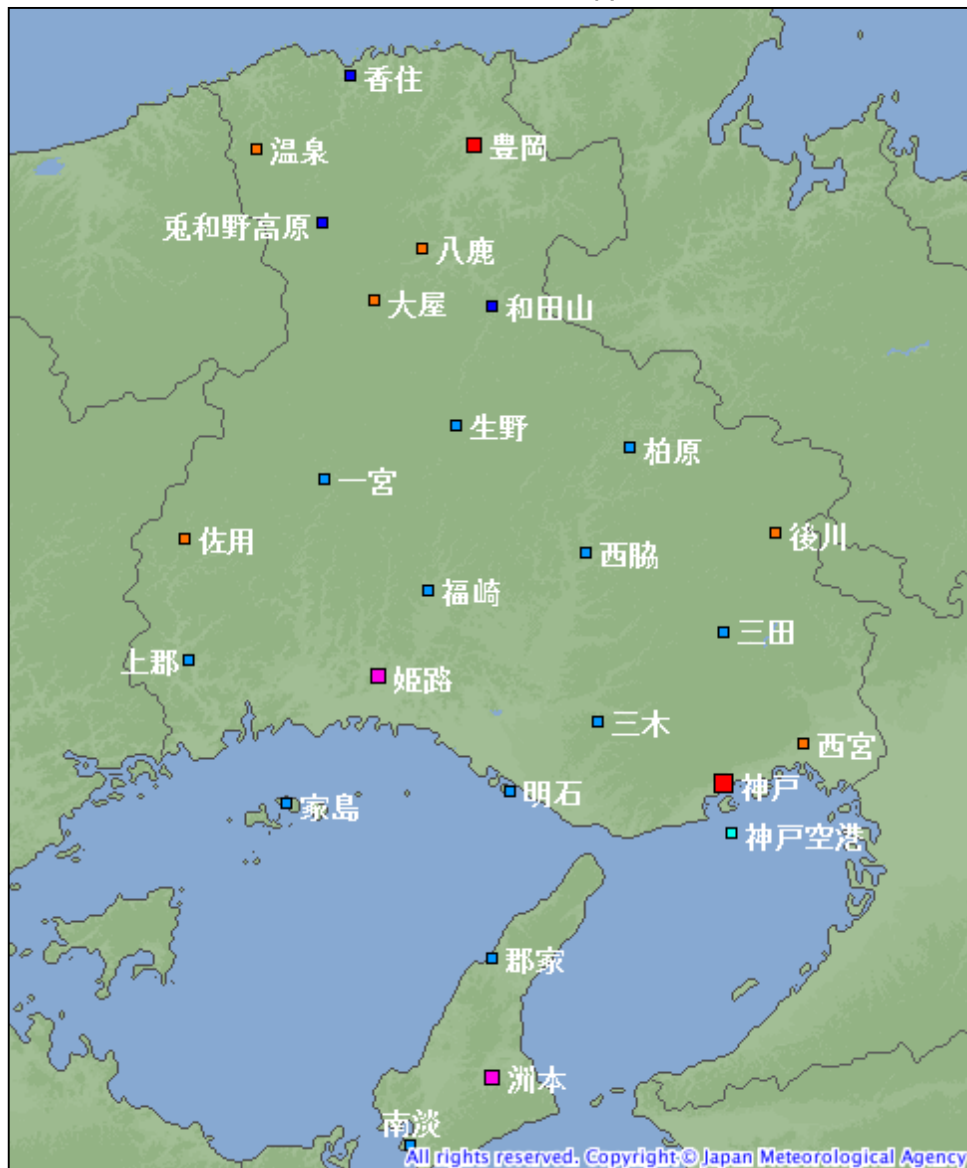 香住
温泉
豊岡
兎和野高原
八鹿
大屋
和田山
生野
柏原
一宮
佐用
後川
西脇
福崎
三田
上郡
姫路
三木
西宮
神戸
明石
家島
神戸空港
郡家
洲本
南淡
All rights reserved. Copyright © Japan Meteorological Agency